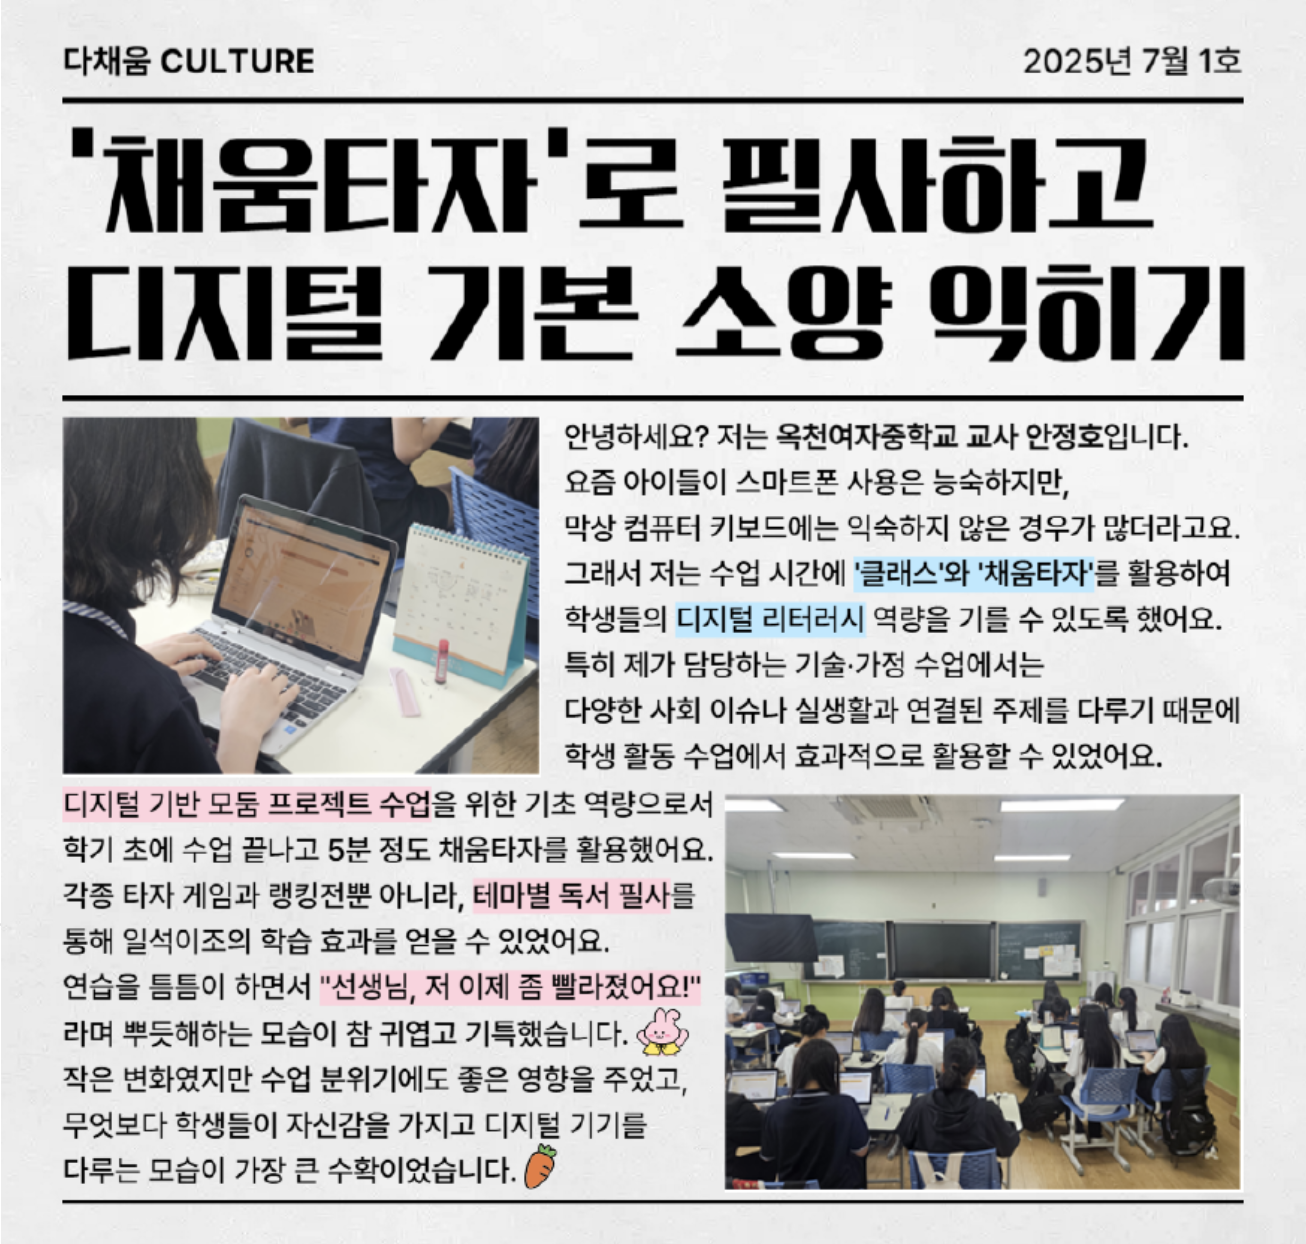 다채움 CULTURE
2025년 7월 1호
'채움타자'로 필사하고
디지털 기본 소양 익히기
안녕하세요? 저는 옥천여자중학교 교사 안정호입니다.
요즘 아이들이 스마트폰 사용은 능숙하지만,
막상 컴퓨터 키보드에는 익숙하지 않은 경우가 많더라고요.
그래서 저는 수업 시간에 '클래스'와 '채움타자'를 활용하여
학생들의 디지털 리터러시 역량을 기를 수 있도록 했어요.
특히 제가 담당하는 기술·가정 수업에서는
다양한 사회 이슈나 실생활과 연결된 주제를 다루기 때문에
학생 활동 수업에서 효과적으로 활용할 수 있었어요.
디지털 기반 모둠 프로젝트 수업을 위한 기초 역량으로서
학기 초에 수업 끝나고 5분 정도 채움타자를 활용했어요.
각종 타자 게임과 랭킹전뿐 아니라, 테마별 독서 필사를
통해 일석이조의 학습 효과를 얻을 수 있었어요.
연습을 틈틈이 하면서 "선생님, 저 이제 좀 빨라졌어요!"
라며 뿌듯해하는 모습이 참 귀엽고 기특했습니다.
작은 변화였지만 수업 분위기에도 좋은 영향을 주었고,
무엇보다 학생들이 자신감을 가지고 디지털 기기를
다루는 모습이 가장 큰 수확이었습니다.